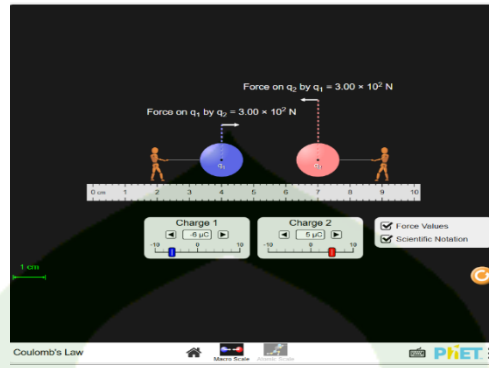 Force on q2 by q1 = 3.00 × 10² N
Force on q1 by q2 = 3.00 × 10² N
q1
q2
0 cm 1 2 3 4 5 6 7 8 9 10
Charge 1
-6 µC
-10 0 10
Charge 2
5 µC
-10 0 10
Force Values
Scientific Notation
1 cm
Coulomb's Law
Macro Scale
Atomic Scale
PhET